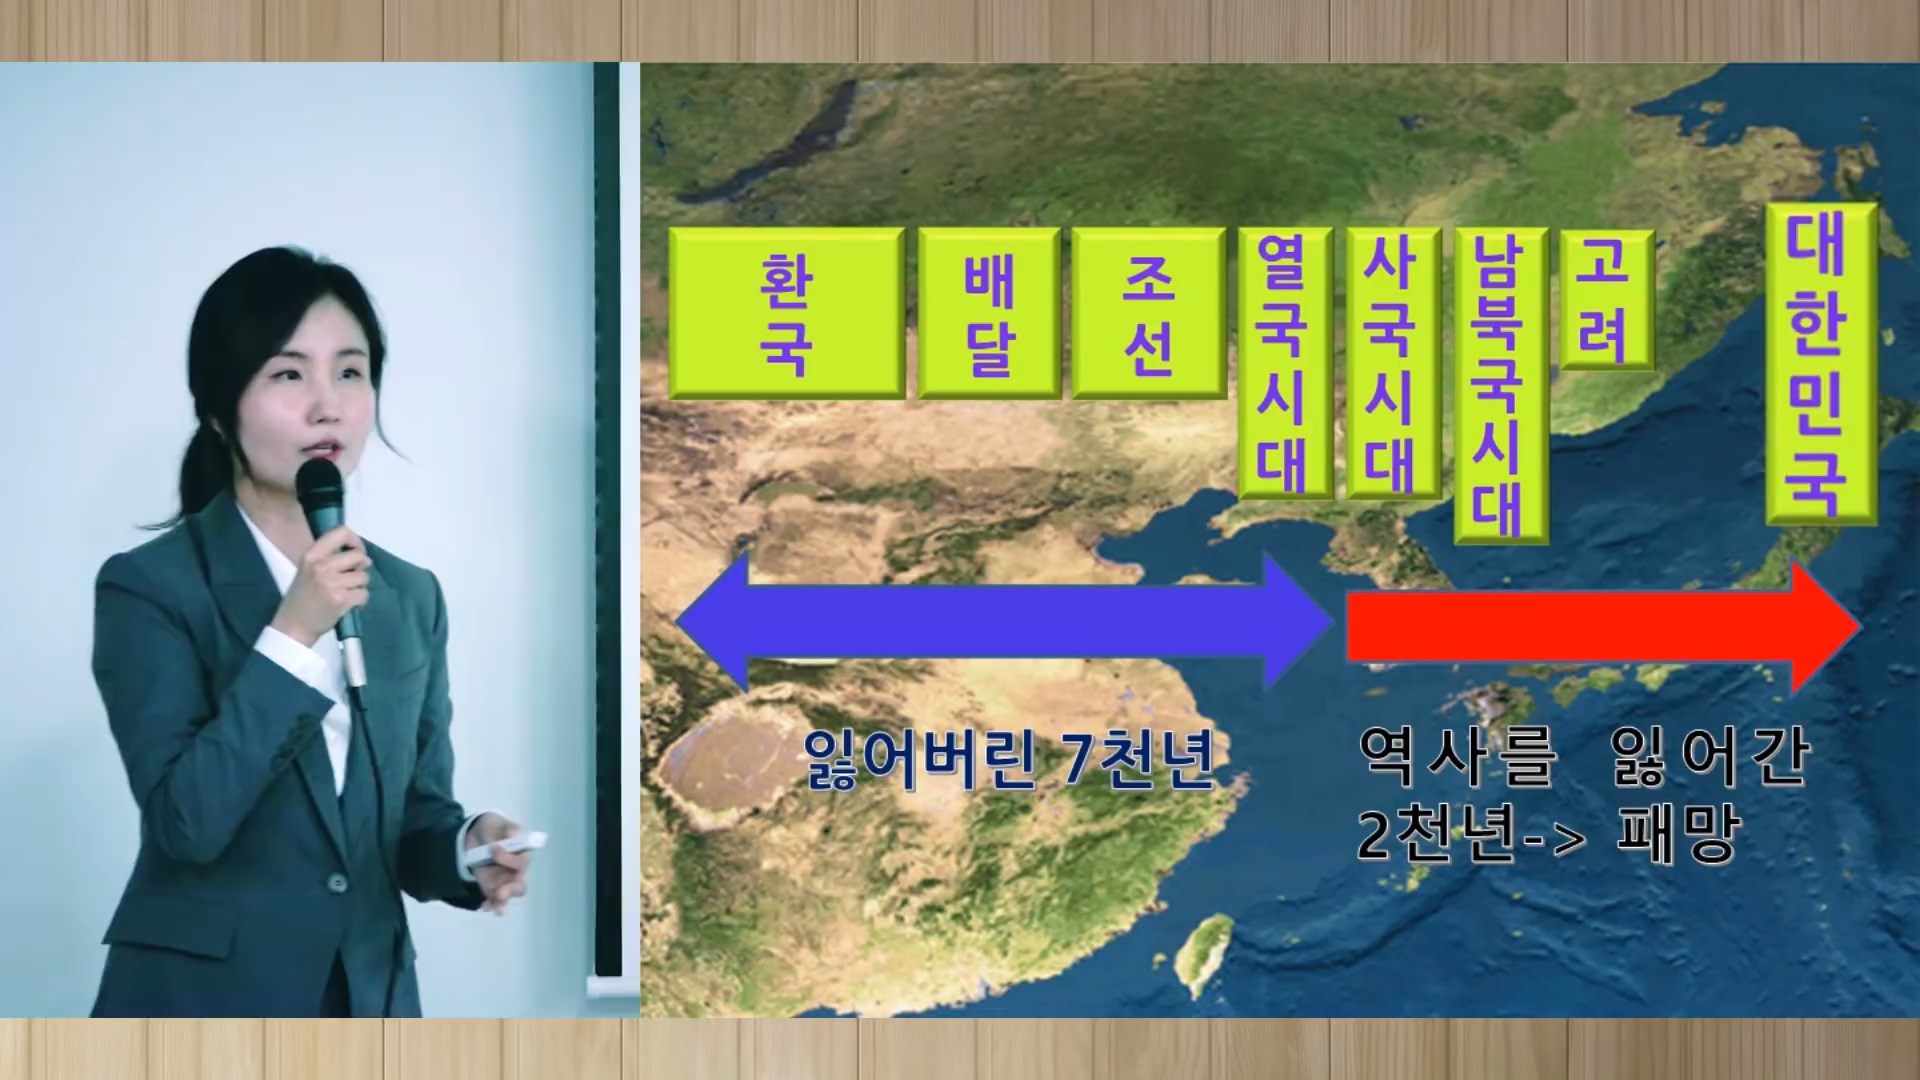 환국
배달
조선
열국시대
사국시대
남북국시대
고려
대한민국
잃어버린 7천년
역사를 잃어간
2천년-> 패망